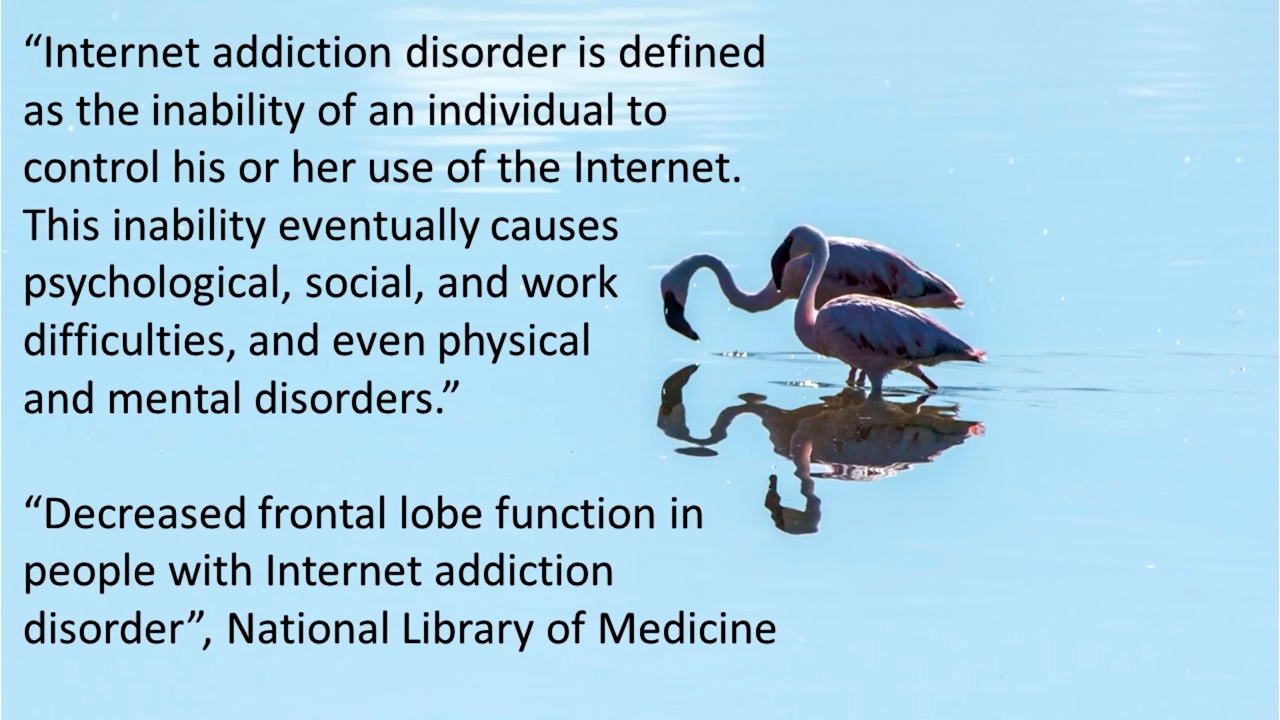 “Internet addiction disorder is defined
as the inability of an individual to
control his or her use of the Internet.
This inability eventually causes
psychological, social, and work
difficulties, and even physical
and mental disorders.”
“Decreased frontal lobe function in
people with Internet addiction
disorder”, National Library of Medicine